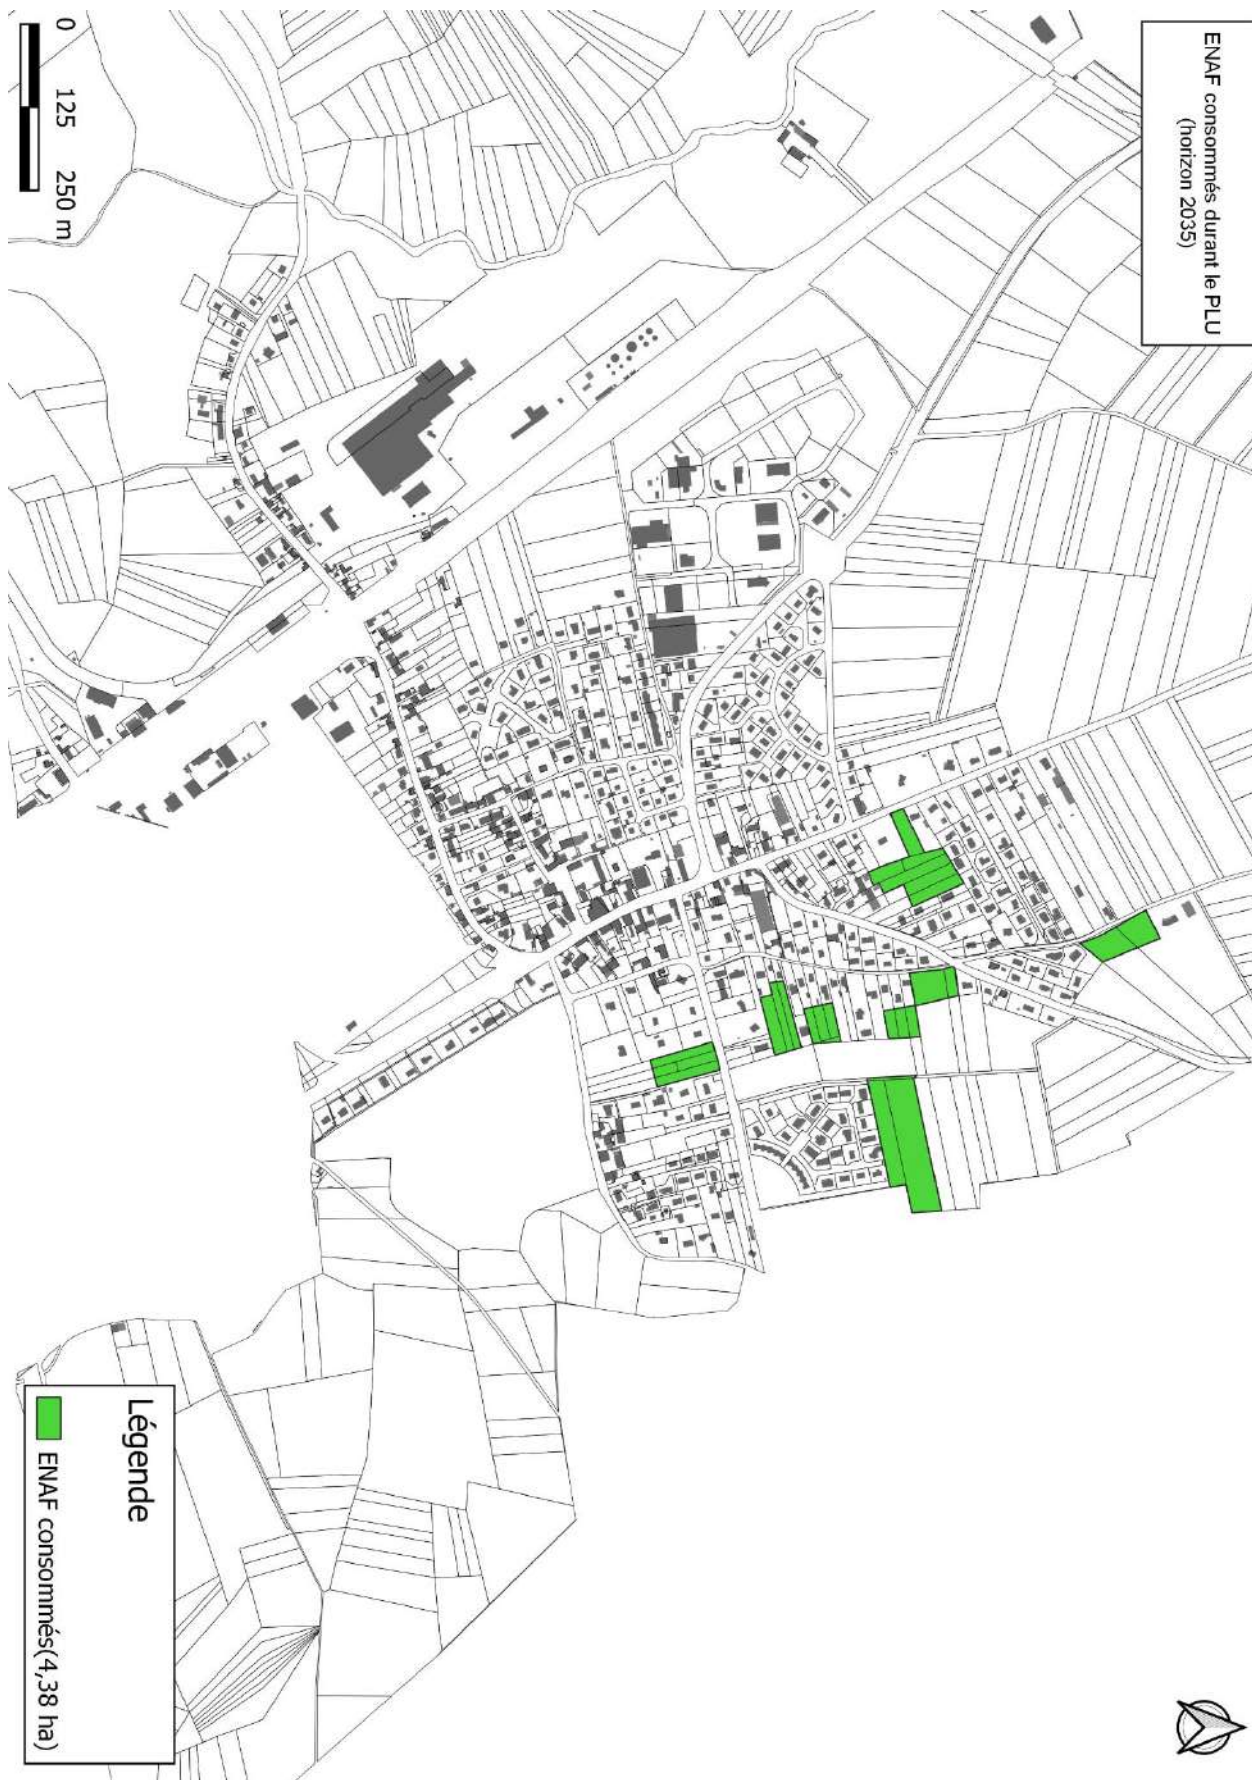 ENAF consommés durant le PLU
(horizon 2035)
0 125 250 m
Légende
ENAF consommés(4,38 ha)